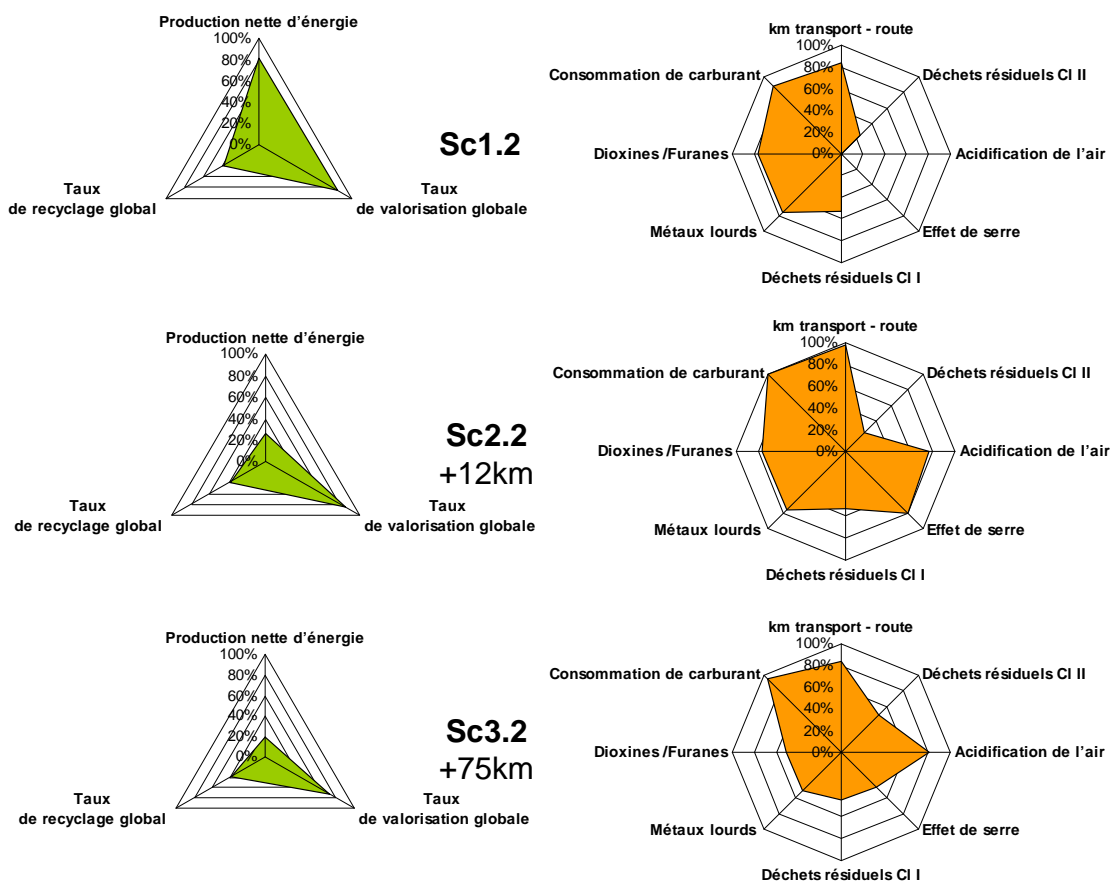 Production nette d'énergie
100%
80%
60%
40%
20%
0%
Taux
de recyclage global
Taux
de valorisation globale
Sc1.2
km transport - route
100%
80%
60%
40%
20%
0%
Consommation de carburant
Déchets résiduels Cl II
Dioxines /Furanes
Acidification de l'air
Métaux lourds
Effet de serre
Déchets résiduels Cl I
Production nette d'énergie
100%
80%
60%
40%
20%
0%
Taux
de recyclage global
Taux
de valorisation globale
Sc2.2
+12km
km transport - route
100%
80%
60%
40%
20%
0%
Consommation de carburant
Déchets résiduels Cl II
Dioxines /Furanes
Acidification de l'air
Métaux lourds
Effet de serre
Déchets résiduels Cl I
Production nette d'énergie
100%
80%
60%
40%
20%
0%
Taux
de recyclage global
Taux
de valorisation globale
Sc3.2
+75km
km transport - route
100%
80%
60%
40%
20%
0%
Consommation de carburant
Déchets résiduels Cl II
Dioxines /Furanes
Acidification de l'air
Métaux lourds
Effet de serre
Déchets résiduels Cl I